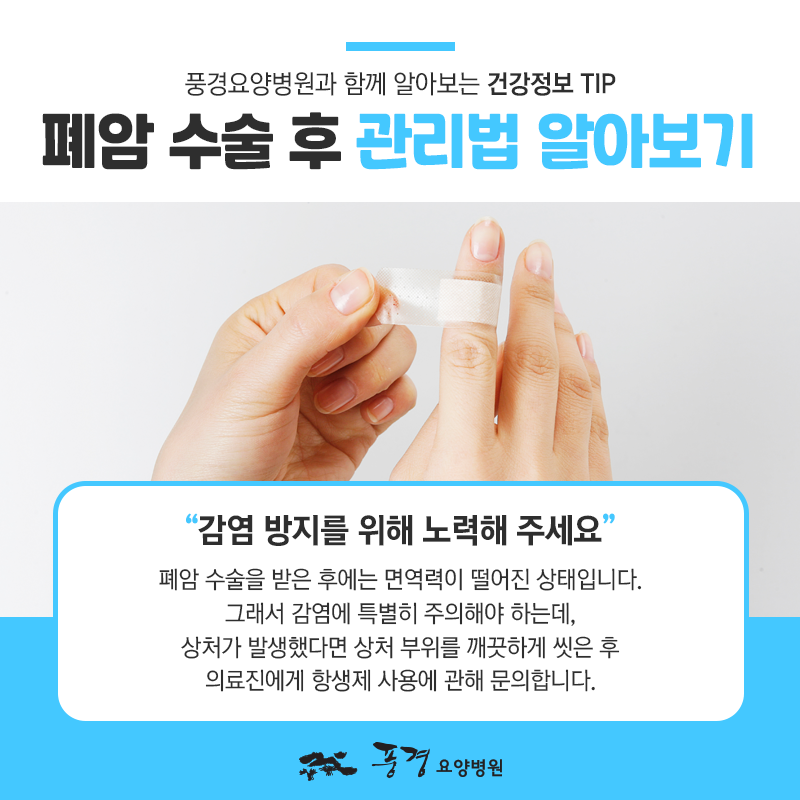 풍경요양병원과 함께 알아보는 건강정보 TIP
폐암 수술 후 관리법 알아보기
“감염 방지를 위해 노력해 주세요”
폐암 수술을 받은 후에는 면역력이 떨어진 상태입니다.
그래서 감염에 특별히 주의해야 하는데,
상처가 발생했다면 상처 부위를 깨끗하게 씻은 후
의료진에게 항생제 사용에 관해 문의합니다.
풍경 요양병원